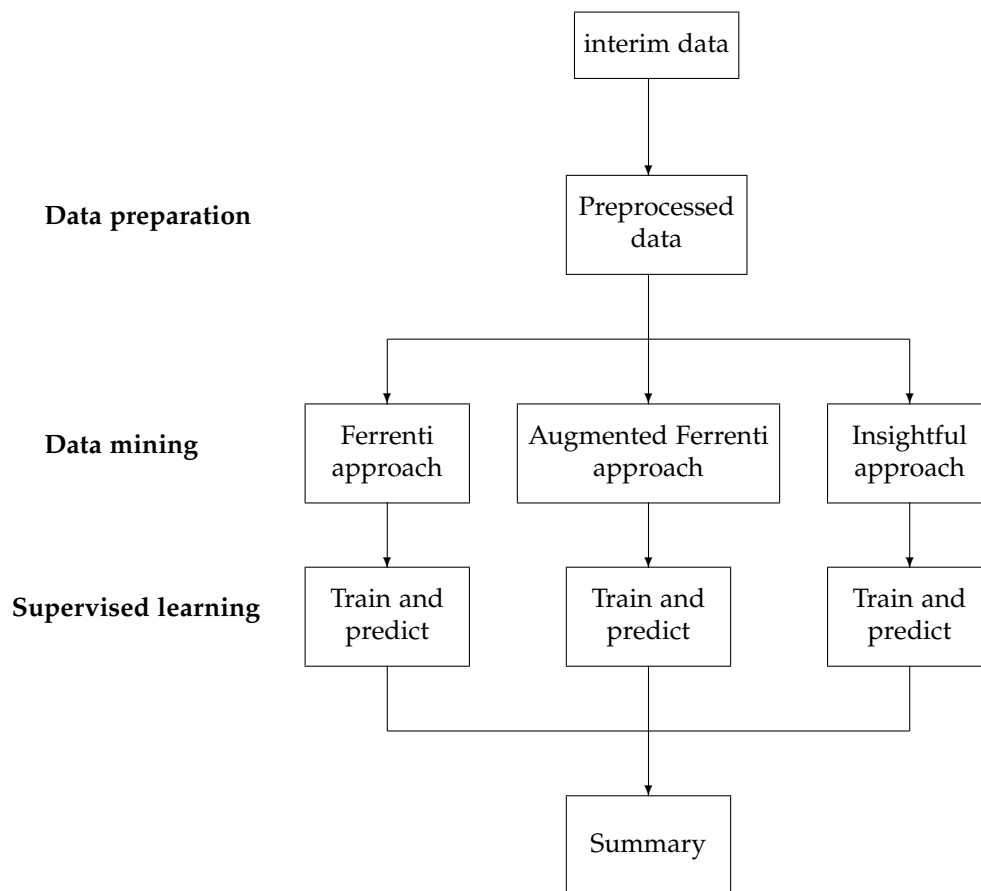 interim data
Data preparation
Preprocessed
data
Data mining
Ferrenti
approach
Augmented Ferrenti
approach
Insightful
approach
Supervised learning
Train and
predict
Train and
predict
Train and
predict
Summary